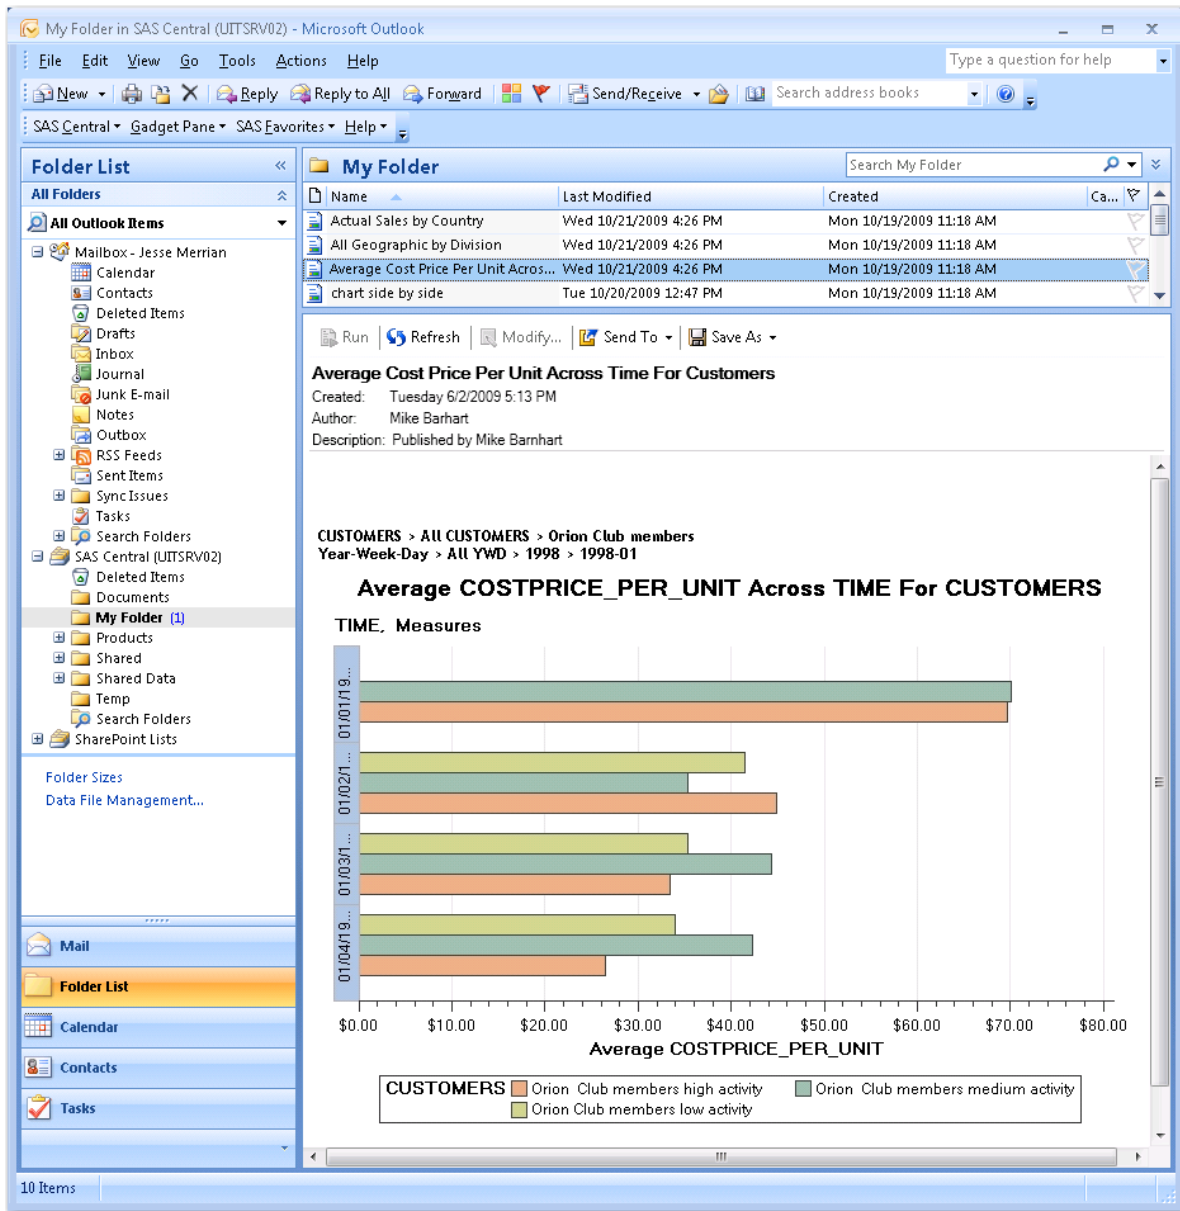 My Folder in SAS Central (UITSRV02) - Microsoft Outlook
File Edit View Go Tools Actions Help Type a question for help
New Reply Reply to All Forward Send/Receive Search address books
SAS Central Gadget Pane SAS Favorites Help
Folder List «
All Folders
All Outlook Items
Mailbox - Jesse Merrian
Calendar
Contacts
Deleted Items
Drafts
Inbox
Journal
Junk E-mail
Notes
Outbox
RSS Feeds
Sent Items
Sync Issues
Tasks
Search Folders
SAS Central (UITSRV02)
Deleted Items
Documents
My Folder (1)
Products
Shared
Shared Data
Temp
Search Folders
SharePoint Lists
Folder Sizes
Data File Management...
Mail
Folder List
Calendar
Contacts
Tasks
My Folder Search My Folder
Name Last Modified Created Ca...
Actual Sales by Country Wed 10/21/2009 4:26 PM Mon 10/19/2009 11:18 AM
All Geographic by Division Wed 10/21/2009 4:26 PM Mon 10/19/2009 11:18 AM
Average Cost Price Per Unit Acros... Wed 10/21/2009 4:26 PM Mon 10/19/2009 11:18 AM
chart side by side Tue 10/20/2009 12:47 PM Mon 10/19/2009 11:18 AM
Run Refresh Modify... Send To Save As
Average Cost Price Per Unit Across Time For Customers
Created: Tuesday 6/2/2009 5:13 PM
Author: Mike Barhart
Description: Published by Mike Barnhart
CUSTOMERS > All CUSTOMERS > Orion Club members
Year-Week-Day > All YWD > 1998 > 1998-01
Average COSTPRICE_PER_UNIT Across TIME For CUSTOMERS
TIME, Measures
01/01/19...
01/02/1...
01/03/1...
01/04/19...
$0.00 $10.00 $20.00 $30.00 $40.00 $50.00 $60.00 $70.00 $80.00
Average COSTPRICE_PER_UNIT
CUSTOMERS Orion Club members high activity Orion Club members medium activity
Orion Club members low activity
10 Items